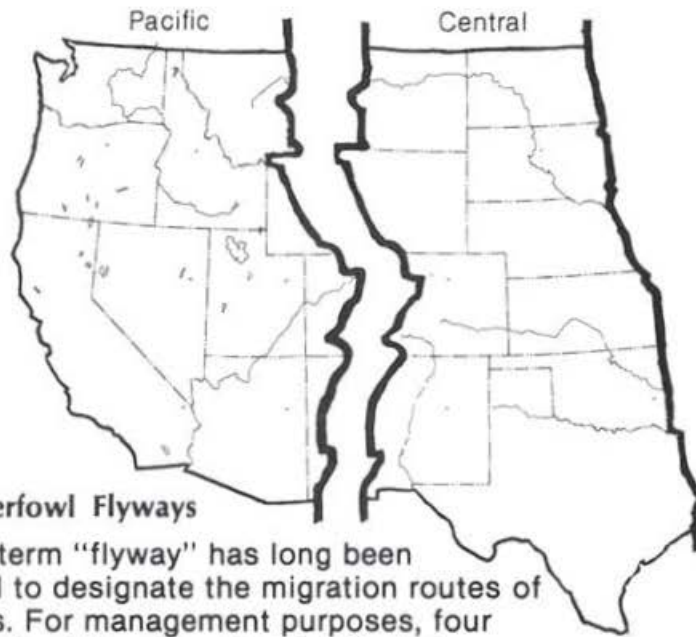 Pacific
Central
erfowl Flyways
term "flyway" has long been
to designate the migration routes of
s. For management purposes, four